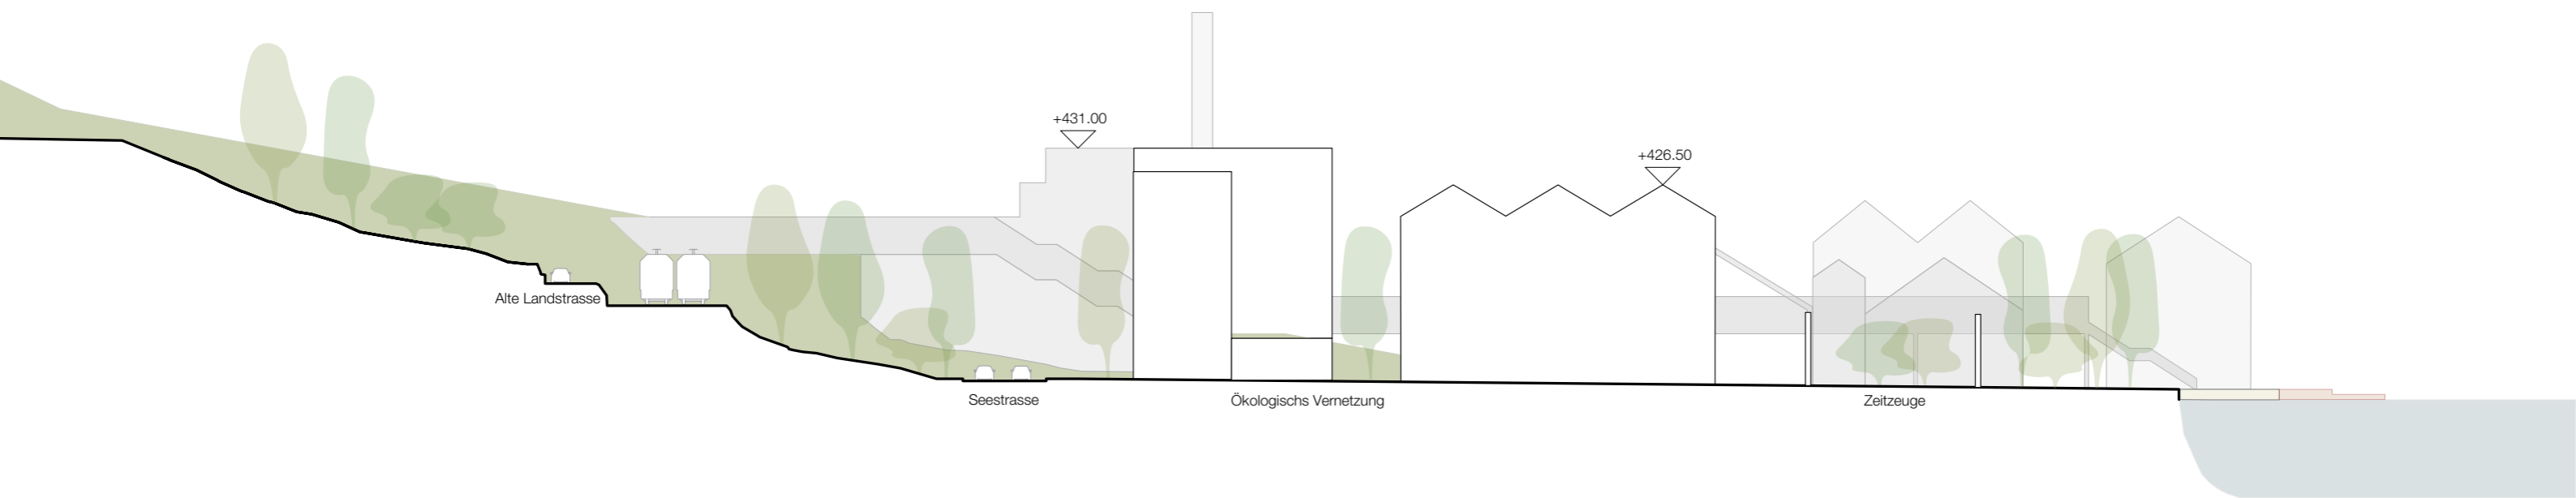 +431.00
+426.50
Alte Landstrasse
Seestrasse
Ökologischs Vernetzung
Zeitzeuge